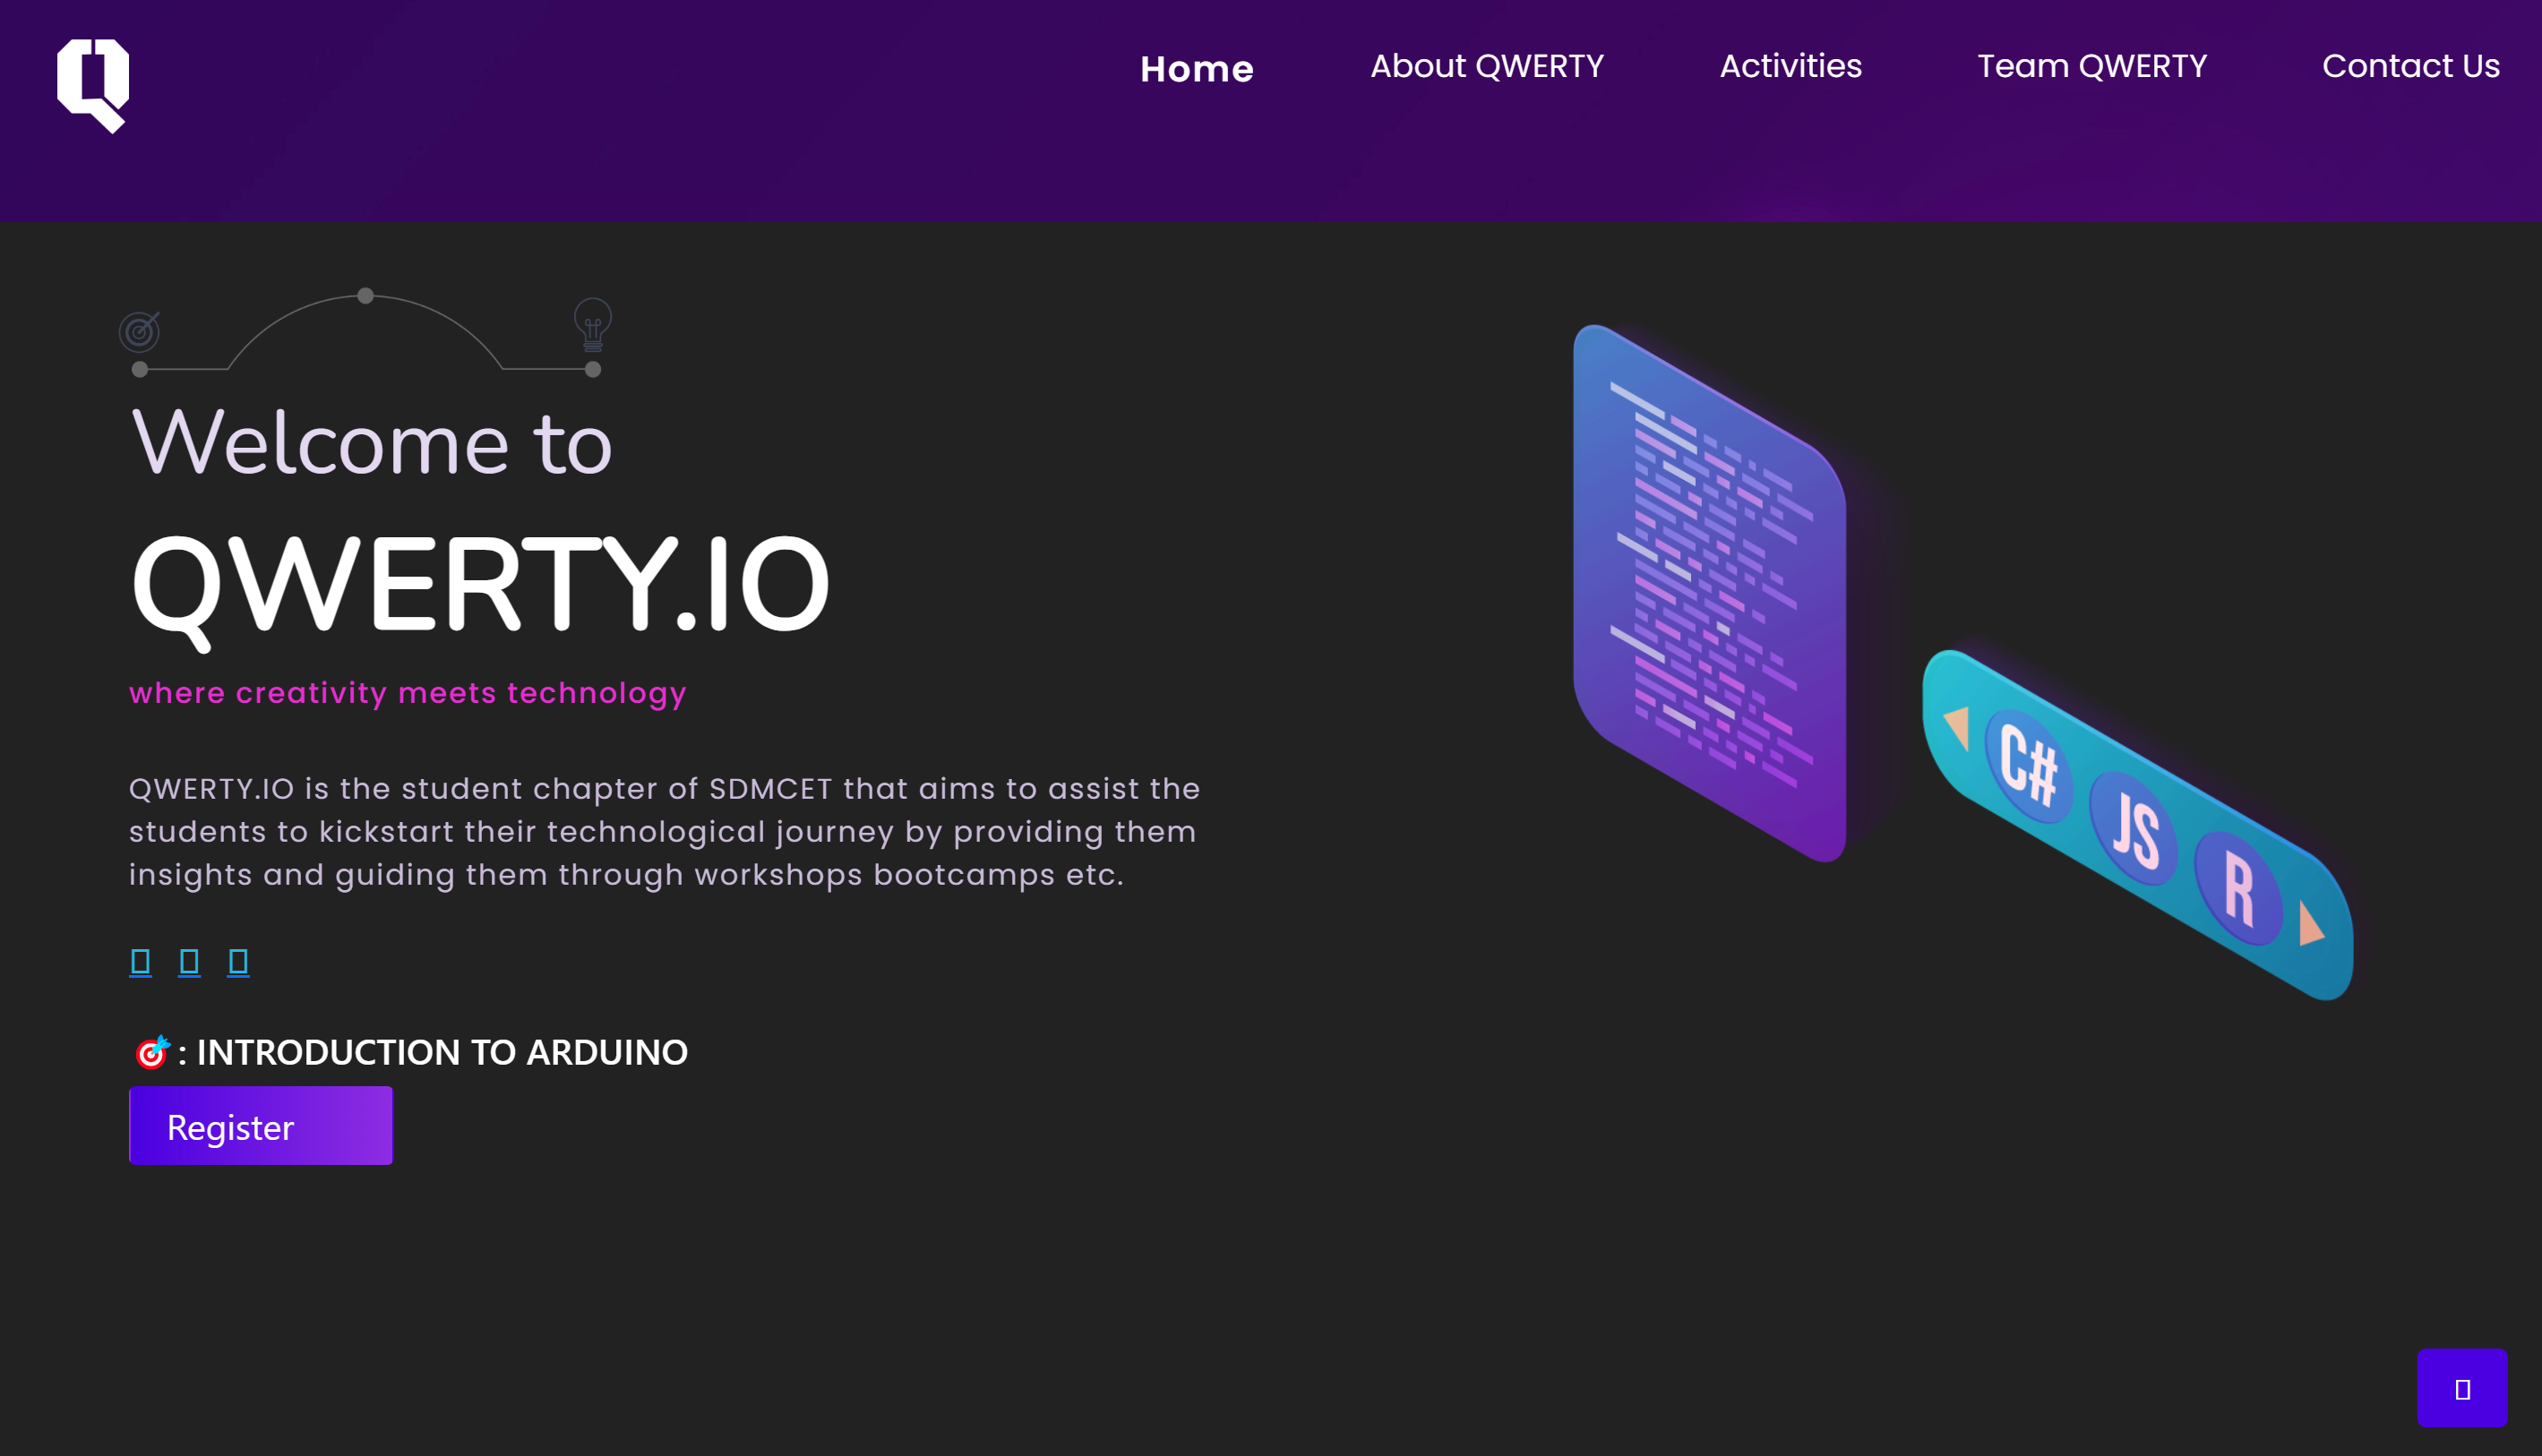 Home About QWERTY Activities Team QWERTY Contact Us
Welcome to
QWERTY.IO
where creativity meets technology
QWERTY.IO is the student chapter of SDMCET that aims to assist the
students to kickstart their technological journey by providing them
insights and guiding them through workshops bootcamps etc.
C# JS R
🎯 : INTRODUCTION TO ARDUINO
Register